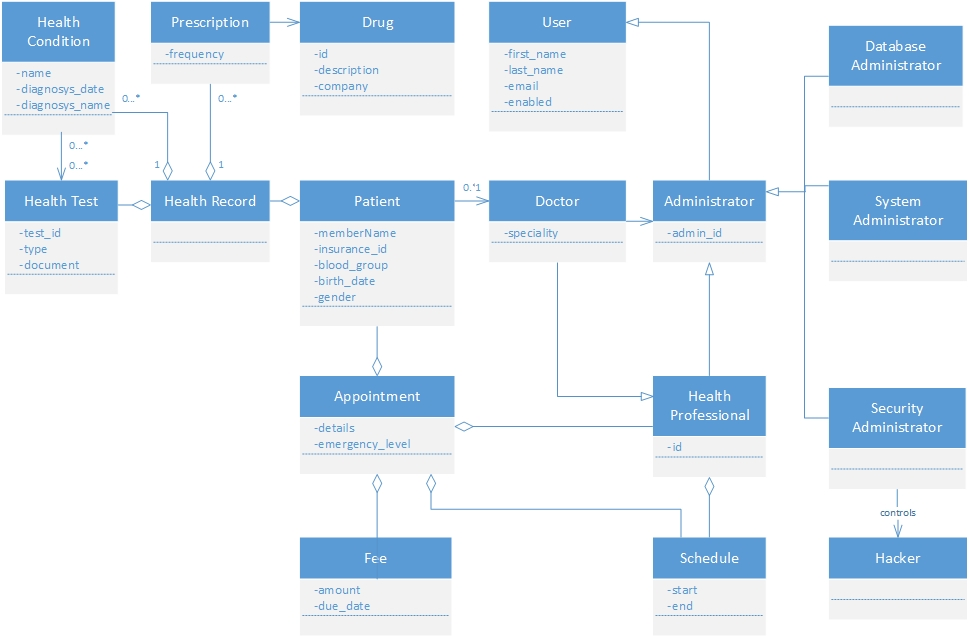 Health
Condition
-name
-diagnosys_date
-diagnosys_name
Prescription
-frequency
Drug
-id
-description
-company
User
-first_name
-last_name
-email
-enabled
Database
Administrator
0...*
0...*
0...*
0...*
1
1
Health Test
-test_id
-type
-document
Health Record
Patient
-memberName
-insurance_id
-blood_group
-birth_date
-gender
0.*1
Doctor
-speciality
Administrator
-admin_id
System
Administrator
Appointment
-details
-emergency_level
Health
Professional
-id
Security
Administrator
controls
Fee
-amount
-due_date
Schedule
-start
-end
Hacker